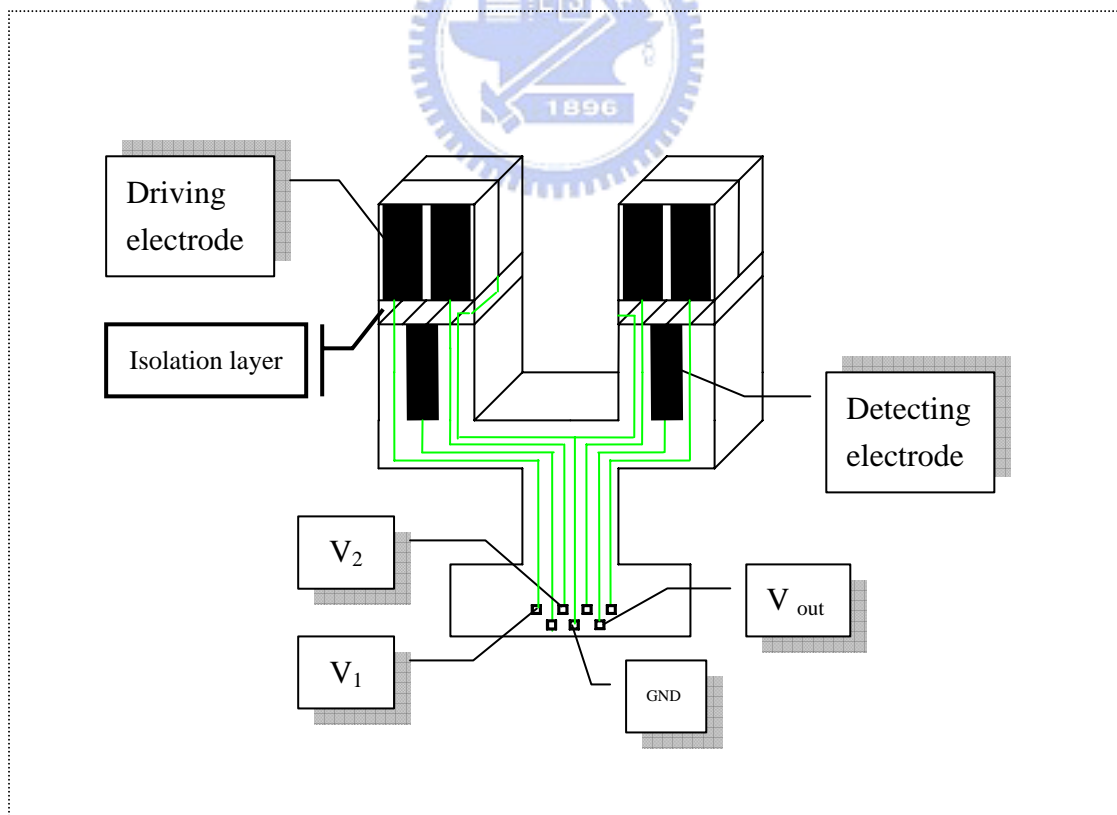 1896
Driving
electrode
Isolation layer
Detecting
electrode
V₂
V out
V₁
GND